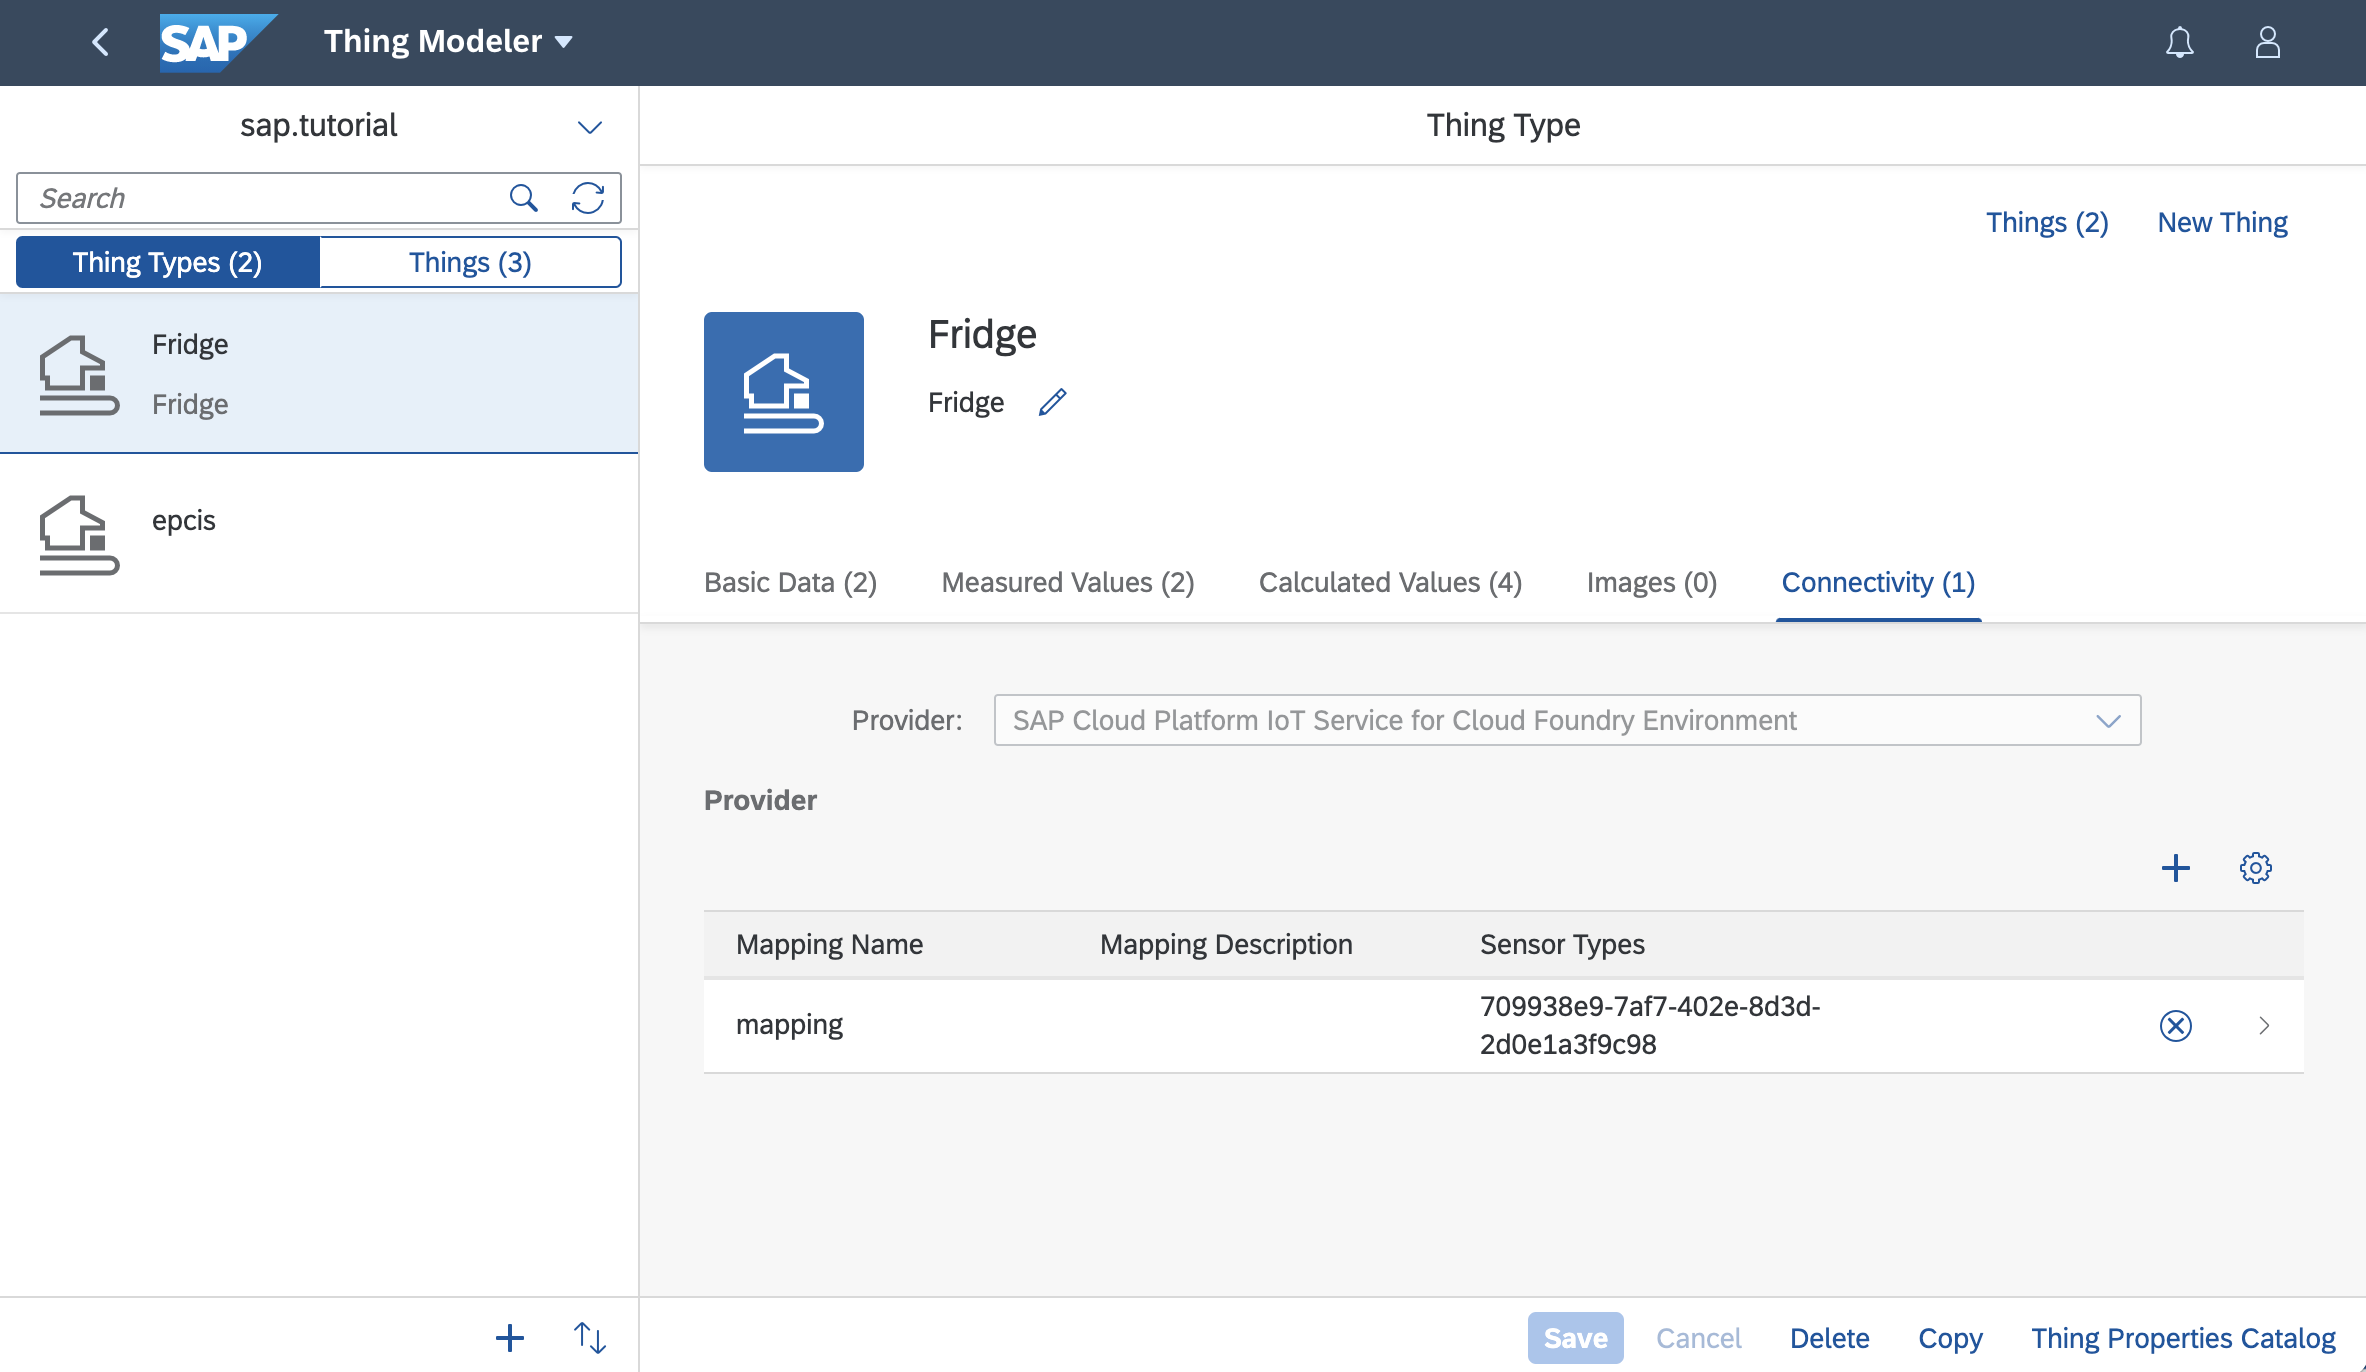 SAP Thing Modeler
sap.tutorial
Thing Type
Search
Things (2) New Thing
Thing Types (2) Things (3)
Fridge
Fridge
epcis
Fridge
Fridge
Basic Data (2) Measured Values (2) Calculated Values (4) Images (0) Connectivity (1)
Provider: SAP Cloud Platform IoT Service for Cloud Foundry Environment
Provider
Mapping Name Mapping Description Sensor Types
mapping 709938e9-7af7-402e-8d3d-
2d0e1a3f9c98
Save Cancel Delete Copy Thing Properties Catalog